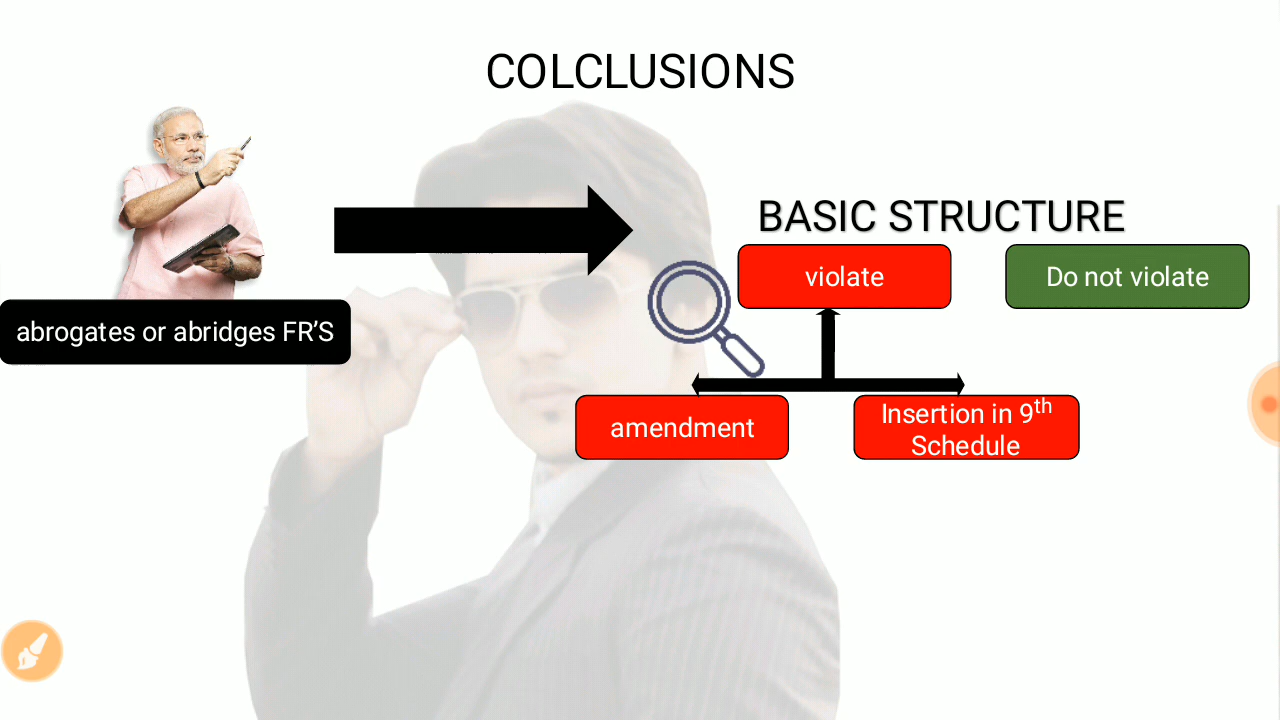 COLCLUSIONS
BASIC STRUCTURE
violate
Do not violate
abrogates or abridges FR’S
amendment
Insertion in 9th
Schedule